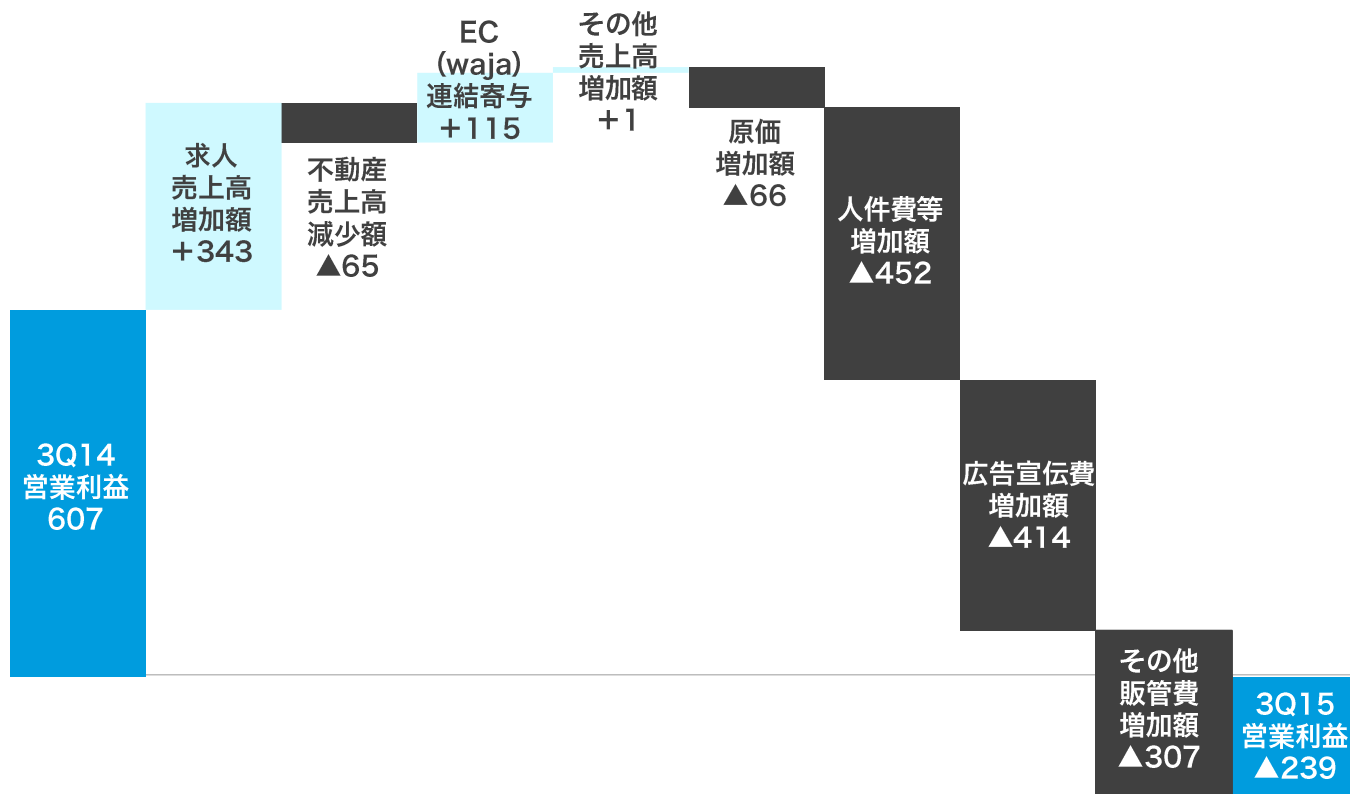 3Q14
営業利益
607
求人
売上高
増加額
＋343
不動産
売上高
減少額
▲65
EC
（waja）
連結寄与
＋115
その他
売上高
増加額
＋1
原価
増加額
▲66
人件費等
増加額
▲452
広告宣伝費
増加額
▲414
その他
販管費
増加額
▲307
3Q15
営業利益
▲239